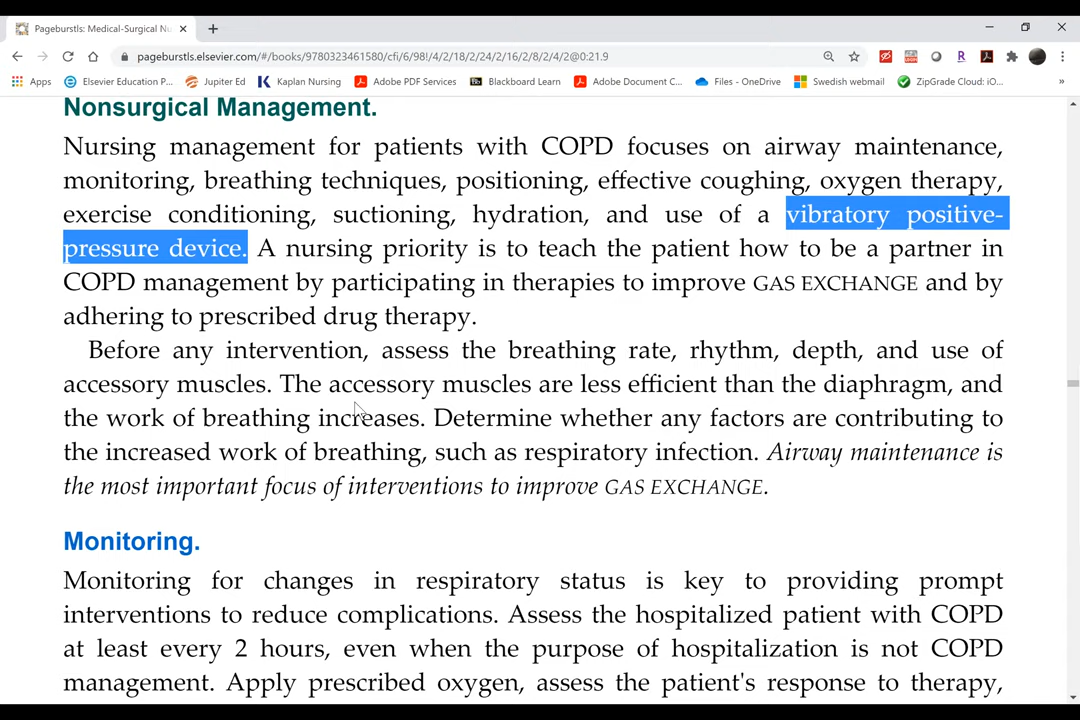 Pageburstls: Medical-Surgical Nu
pageburstls.elsevier.com/#/books/9780323461580/cfi/6/98!/4/2/18/2/24/2/16/2/8/2/4/2@0:21.9
Apps Elsevier Education P... Jupiter Ed Kaplan Nursing Adobe PDF Services Blackboard Learn Adobe Document C... Files - OneDrive Swedish webmail ZipGrade Cloud: iO... »
Nonsurgical Management.
Nursing management for patients with COPD focuses on airway maintenance,
monitoring, breathing techniques, positioning, effective coughing, oxygen therapy,
exercise conditioning, suctioning, hydration, and use of a vibratory positive-
pressure device. A nursing priority is to teach the patient how to be a partner in
COPD management by participating in therapies to improve GAS EXCHANGE and by
adhering to prescribed drug therapy.
Before any intervention, assess the breathing rate, rhythm, depth, and use of
accessory muscles. The accessory muscles are less efficient than the diaphragm, and
the work of breathing increases. Determine whether any factors are contributing to
the increased work of breathing, such as respiratory infection. Airway maintenance is
the most important focus of interventions to improve GAS EXCHANGE.
Monitoring.
Monitoring for changes in respiratory status is key to providing prompt
interventions to reduce complications. Assess the hospitalized patient with COPD
at least every 2 hours, even when the purpose of hospitalization is not COPD
management. Apply prescribed oxygen, assess the patient's response to therapy,